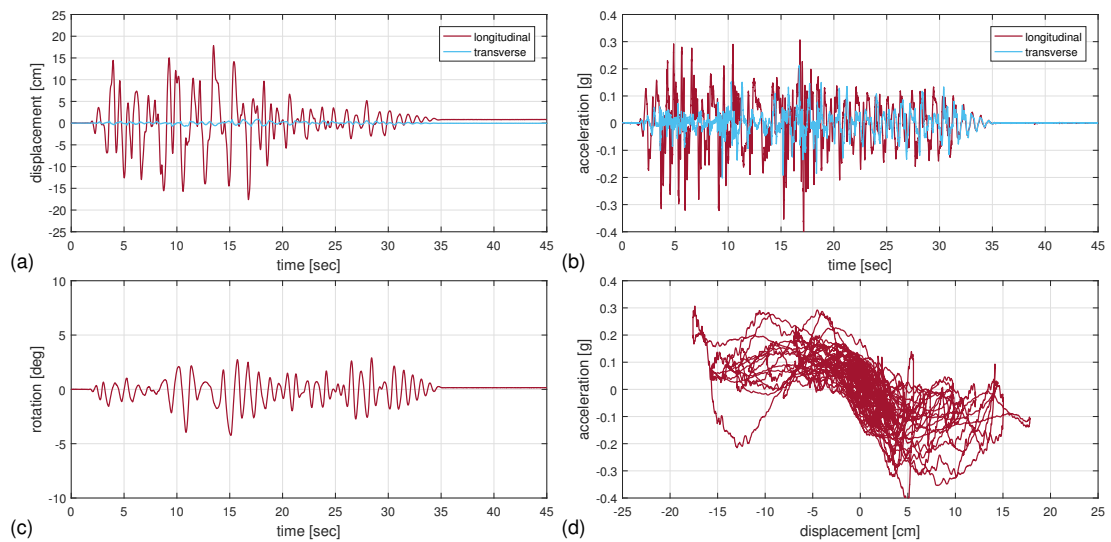 displacement [cm]
25
20
15
10
5
0
-5
-10
-15
-20
-25
longitudinal
transverse
0 5 10 15 20 25 30 35 40 45
time [sec]
(a)
acceleration [g]
0.4
0.3
0.2
0.1
0
-0.1
-0.2
-0.3
-0.4
longitudinal
transverse
0 5 10 15 20 25 30 35 40 45
time [sec]
(b)
rotation [deg]
10
5
0
-5
-10
0 5 10 15 20 25 30 35 40 45
time [sec]
(c)
acceleration [g]
0.4
0.3
0.2
0.1
0
-0.1
-0.2
-0.3
-0.4
-25 -20 -15 -10 -5 0 5 10 15 20 25
displacement [cm]
(d)